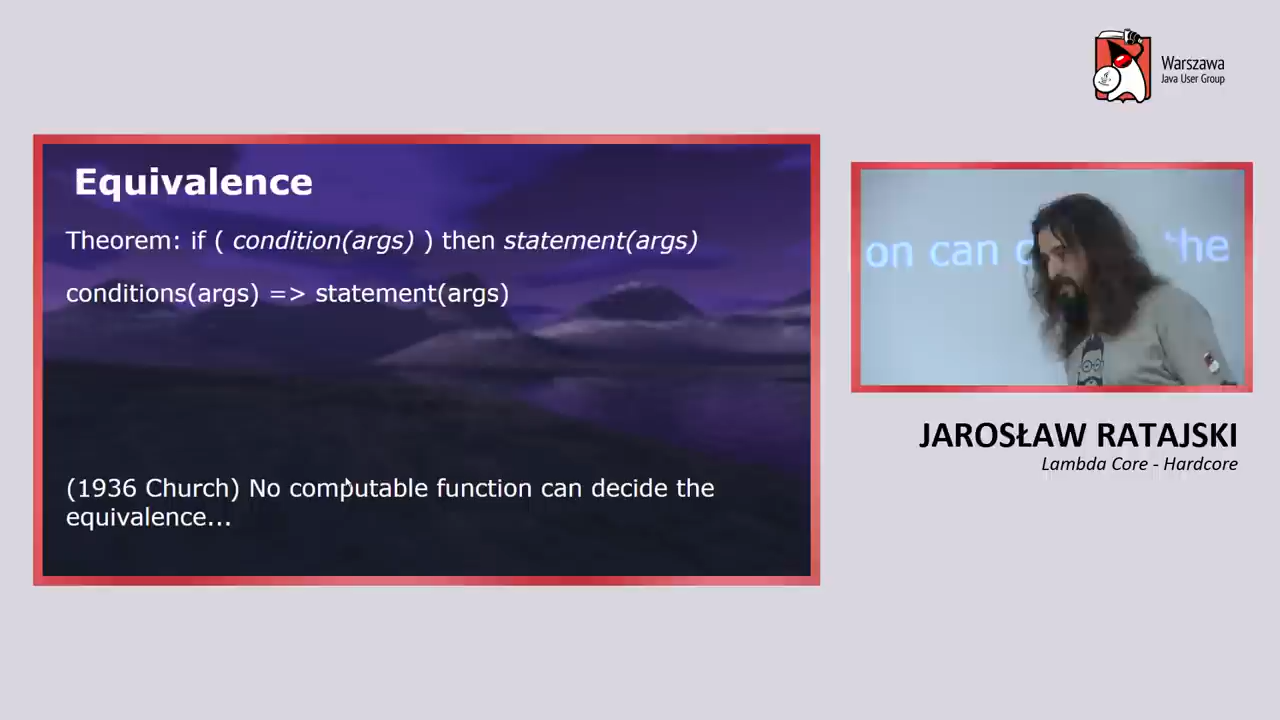 Warszawa
Java User Group
Equivalence
Theorem: if ( condition(args) ) then statement(args)
conditions(args) => statement(args)
(1936 Church) No computable function can decide the
equivalence...
on can
he
JAROSŁAW RATAJSKI
Lambda Core - Hardcore